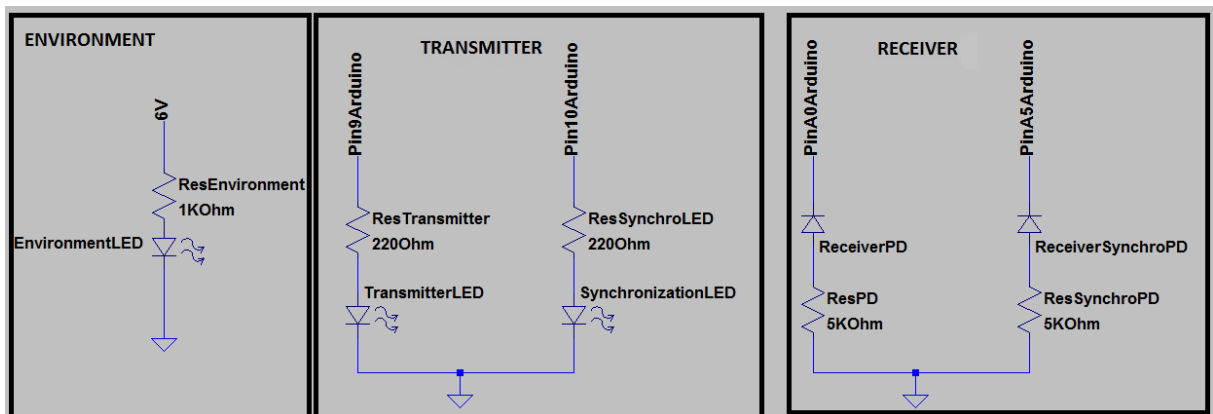 ENVIRONMENT
6V
ResEnvironment
1KOhm
EnvironmentLED
TRANSMITTER
Pin9Arduino
Pin10Arduino
ResTransmitter
220Ohm
ResSynchroLED
220Ohm
TransmitterLED
SynchronizationLED
RECEIVER
PinA0Arduino
PinA5Arduino
ReceiverPD
ReceiverSynchroPD
ResPD
5KOhm
ResSynchroPD
5KOhm